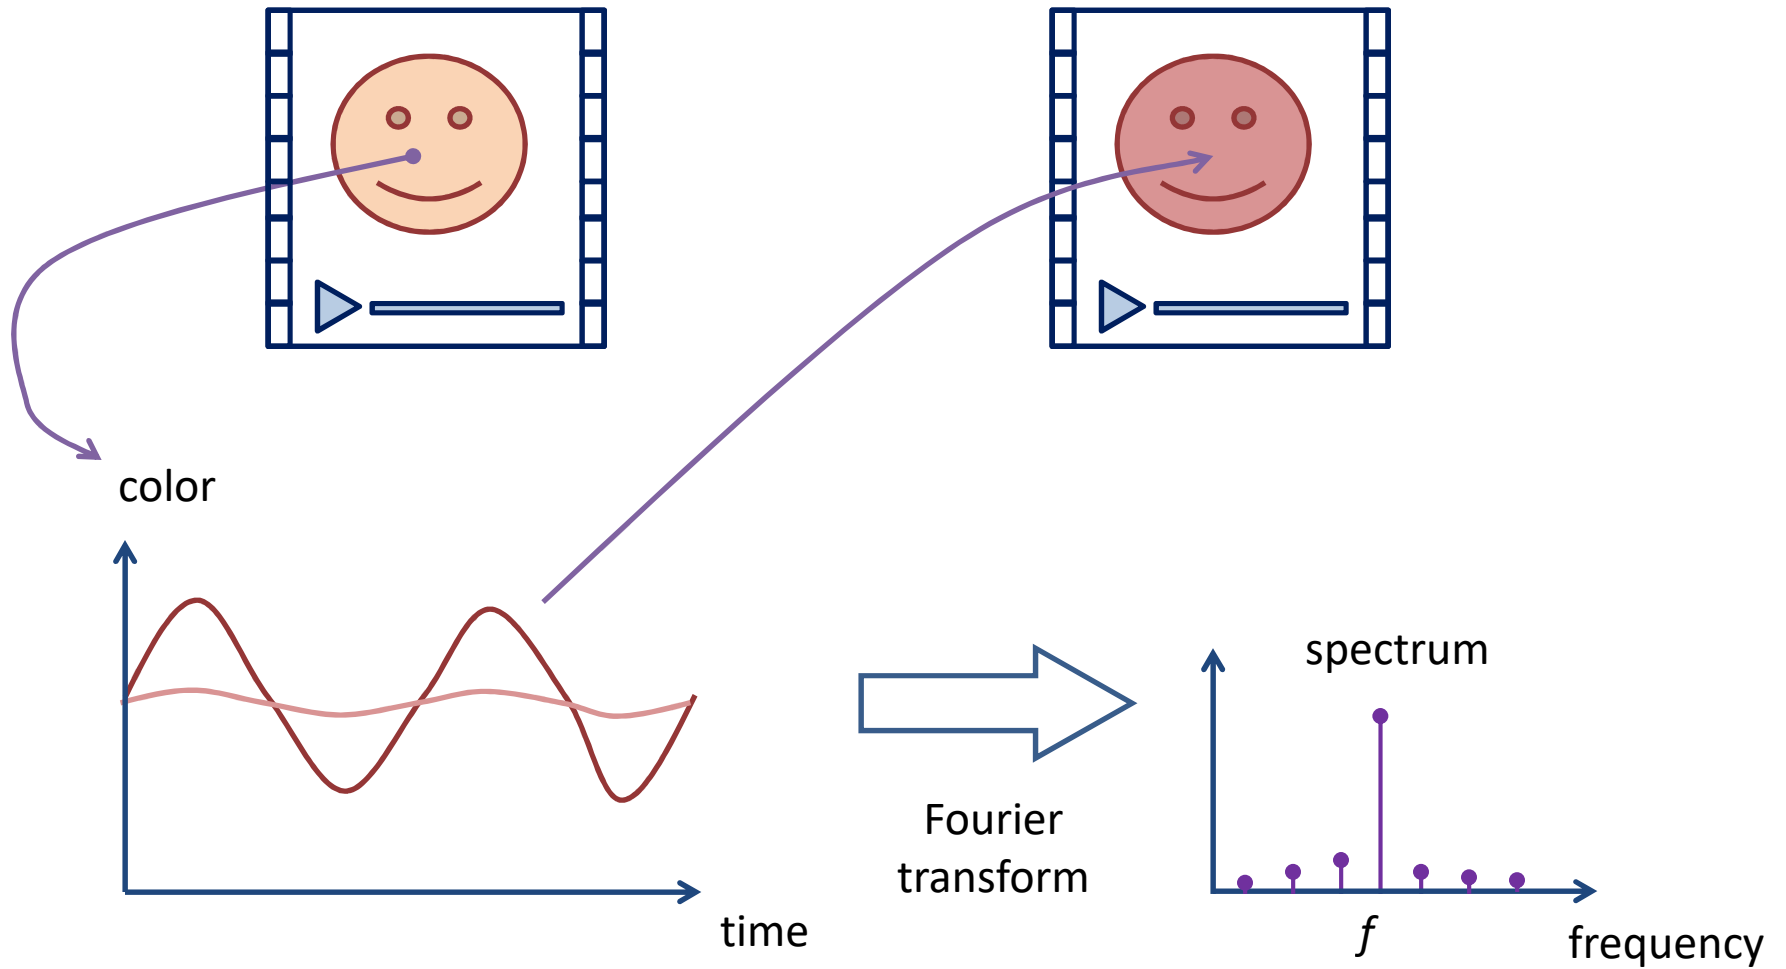 color
time
Fourier
transform
spectrum
f
frequency